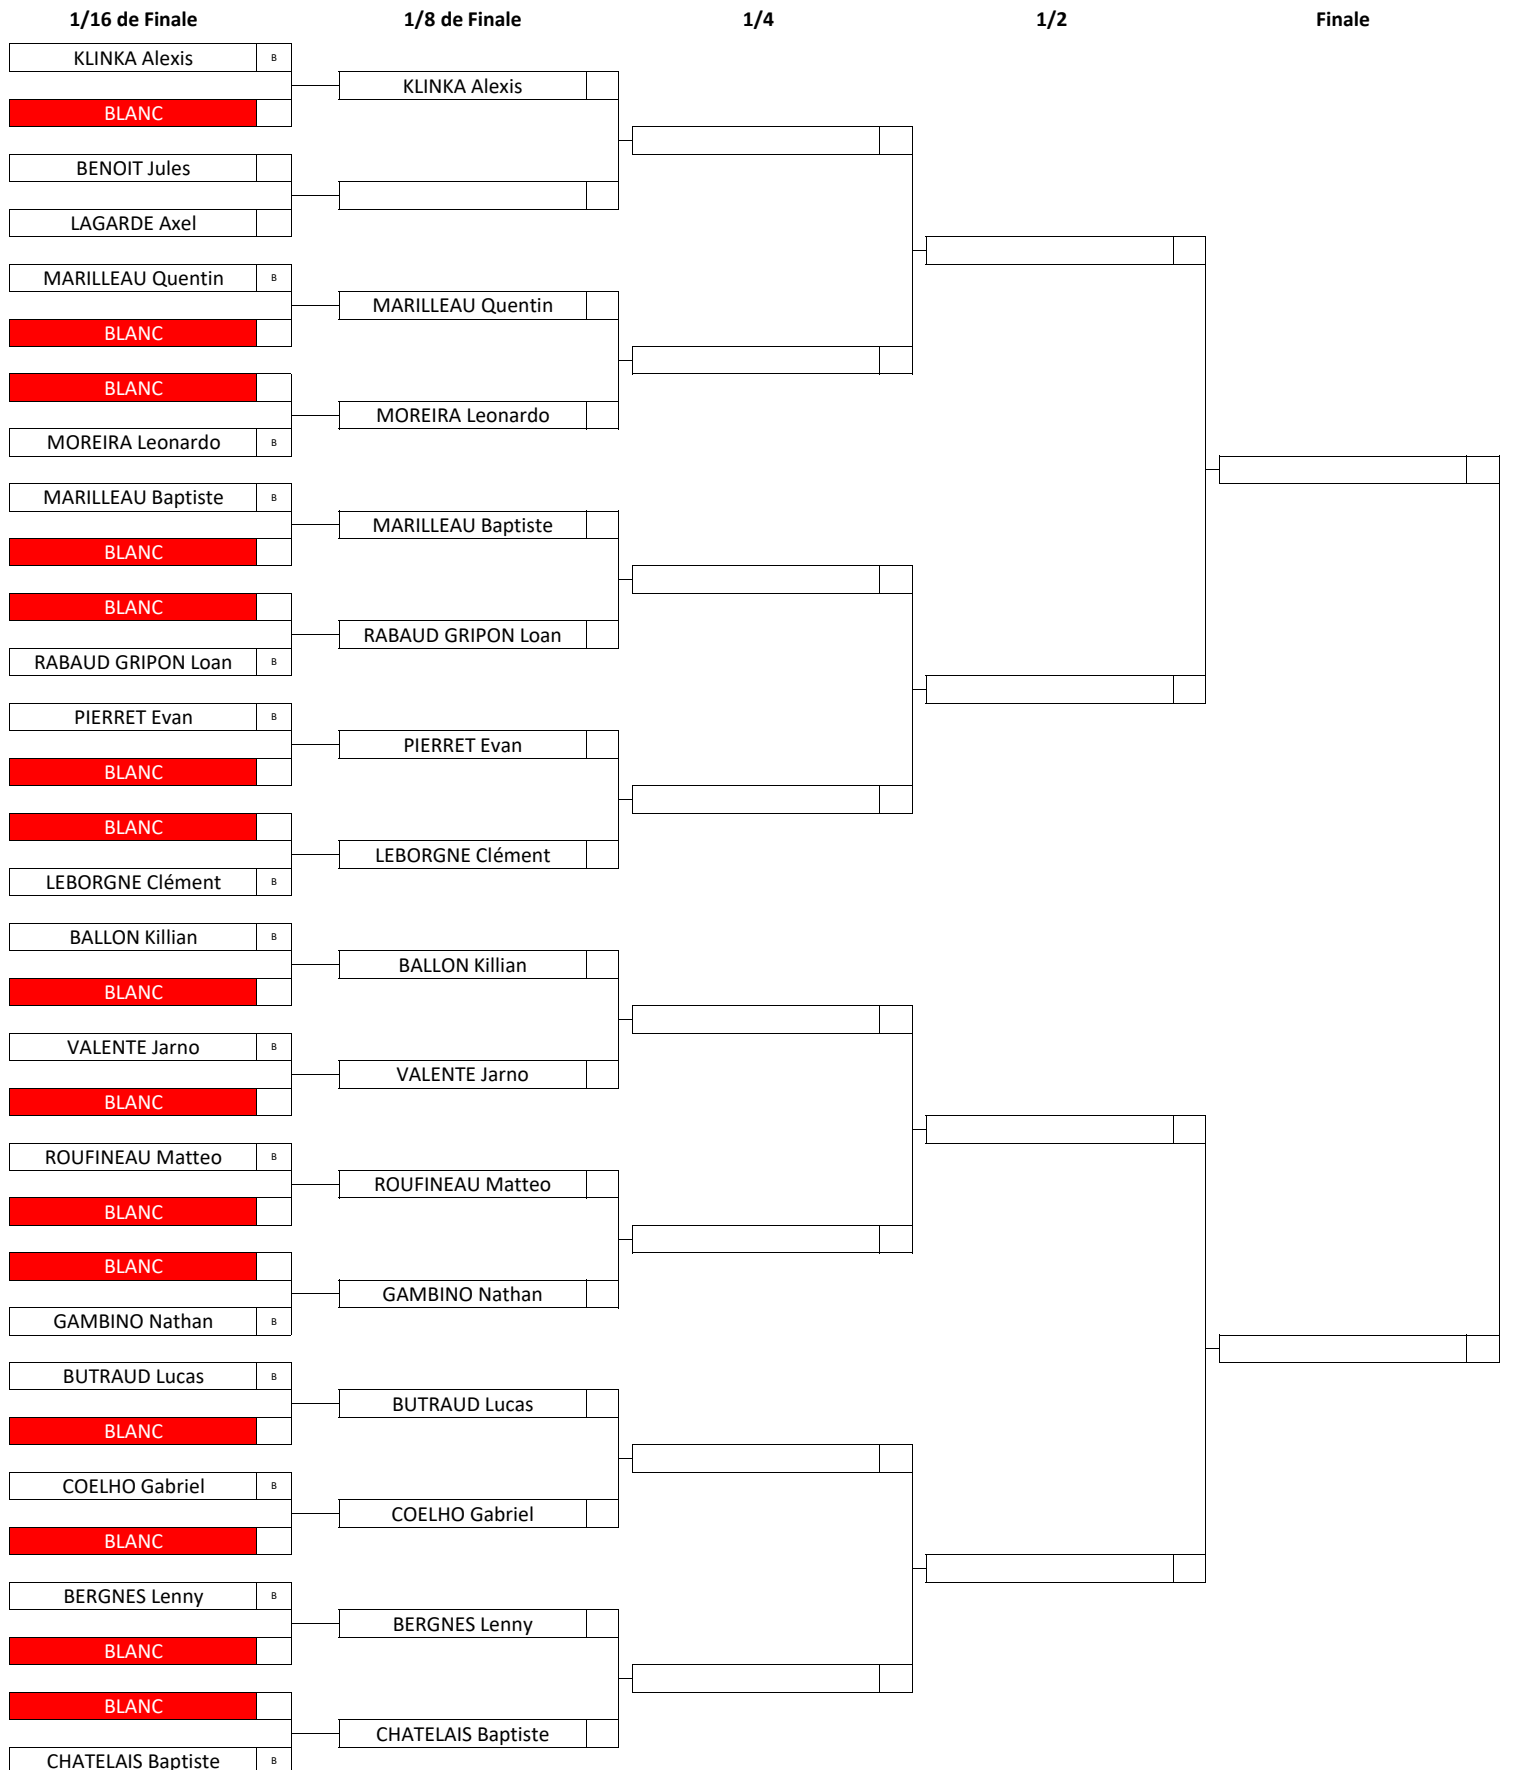 1/16 de Finale 1/8 de Finale 1/4 1/2 Finale
KLINKA Alexis B
KLINKA Alexis
BLANC
BENOIT Jules
LAGARDE Axel
MARILLEAU Quentin B
MARILLEAU Quentin
BLANC
BLANC
MOREIRA Leonardo
MOREIRA Leonardo B
MARILLEAU Baptiste B
MARILLEAU Baptiste
BLANC
BLANC
RABAUD GRIPON Loan
RABAUD GRIPON Loan B
PIERRET Evan B
PIERRET Evan
BLANC
BLANC
LEBORGNE Clément
LEBORGNE Clément B
BALLON Killian B
BALLON Killian
BLANC
VALENTE Jarno B
VALENTE Jarno
BLANC
ROUFINEAU Matteo B
ROUFINEAU Matteo
BLANC
BLANC
GAMBINO Nathan
GAMBINO Nathan B
BUTRAUD Lucas B
BUTRAUD Lucas
BLANC
COELHO Gabriel B
COELHO Gabriel
BLANC
BERGNES Lenny B
BERGNES Lenny
BLANC
BLANC
CHATELAIS Baptiste
CHATELAIS Baptiste B